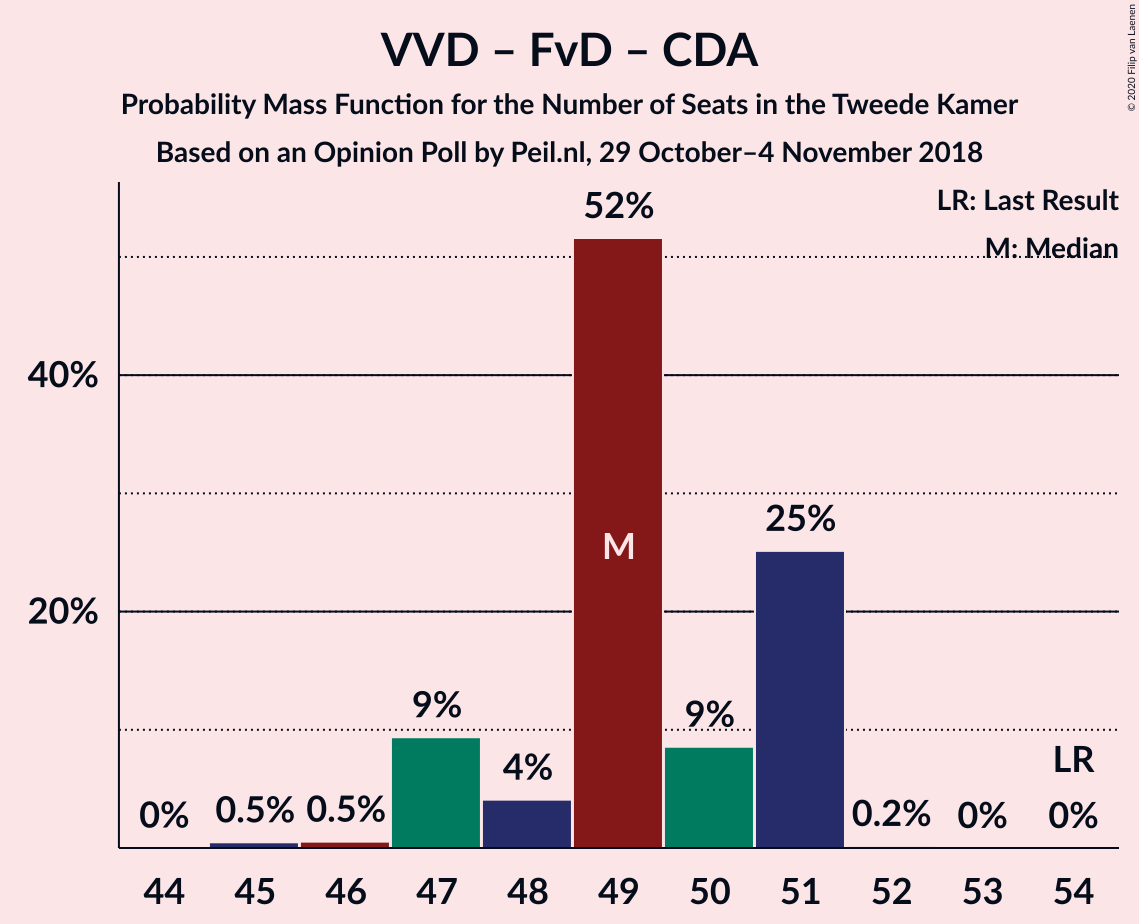 VVD – FvD – CDA
Probability Mass Function for the Number of Seats in the Tweede Kamer
Based on an Opinion Poll by Peil.nl, 29 October–4 November 2018
© 2020 Filip van Laenen
LR: Last Result
M: Median
40%
20%
0%
0.5%
0.5%
9%
4%
52%
M
9%
25%
0.2%
0%
LR
0%
44 45 46 47 48 49 50 51 52 53 54